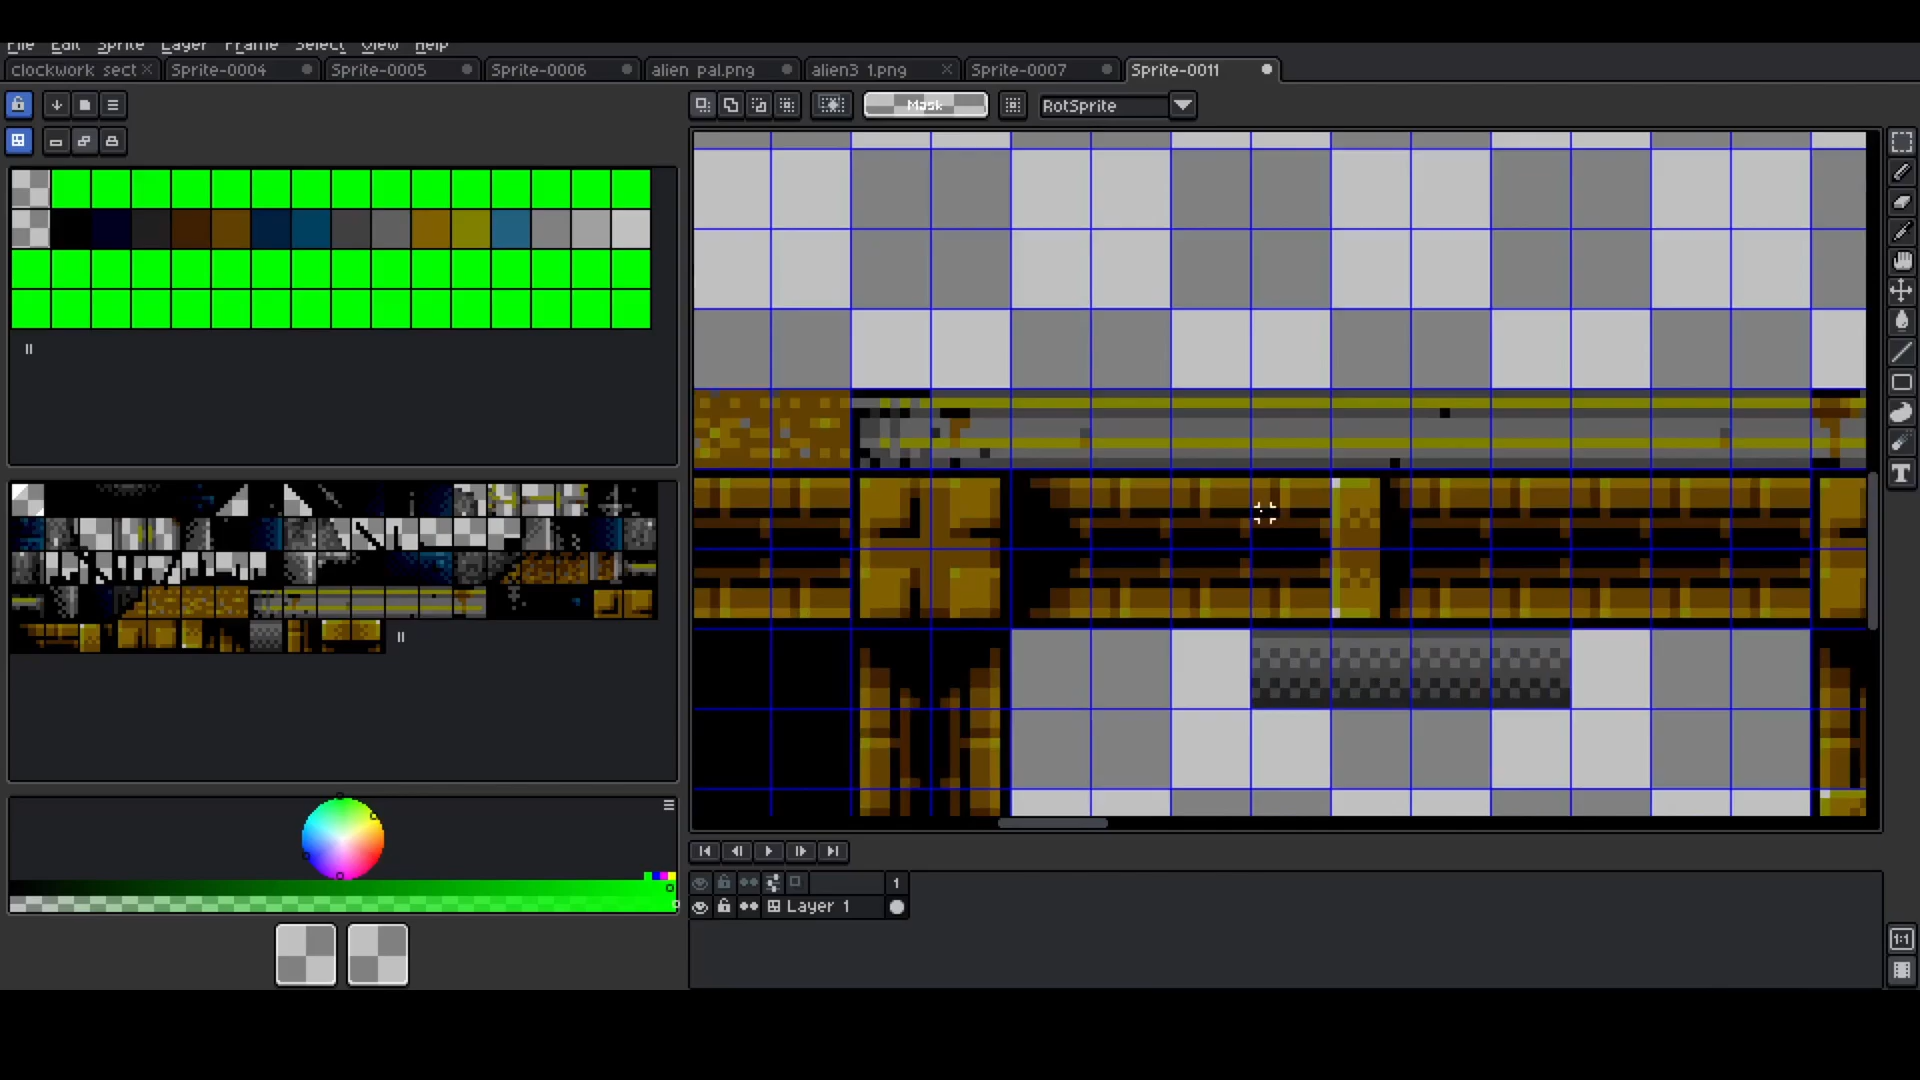 File Edit Sprite Layer Frame Select View Help
clockwork sect Sprite-0004 Sprite-0005 Sprite-0006 alien pal.png alien3 1.png Sprite-0007 Sprite-0011
Mask RotSprite
1
Layer 1
1:1